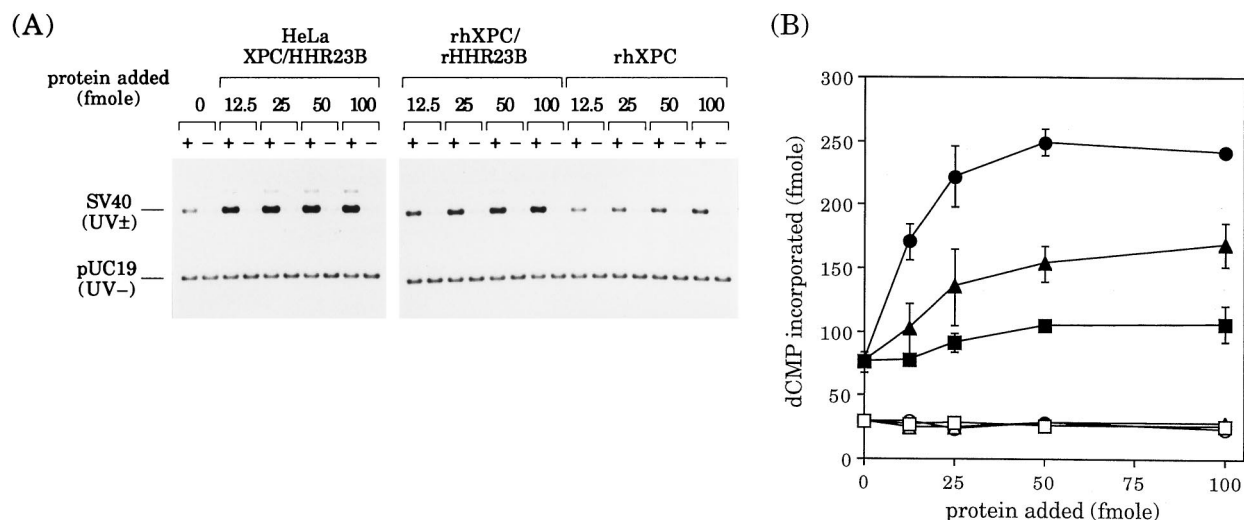 (A)
HeLa
XPC/HHR23B
rhXPC/
rHHR23B
rhXPC
protein added
(fmole)
0 12.5 25 50 100 12.5 25 50 100 12.5 25 50 100
+ − + − + − + − + − + − + − + − + − + − + − + − + −
SV40
(UV±)
pUC19
(UV−)
(B)
dCMP incorporated (fmole)
300
250
200
150
100
50
0
0 25 50 75 100
protein added (fmole)